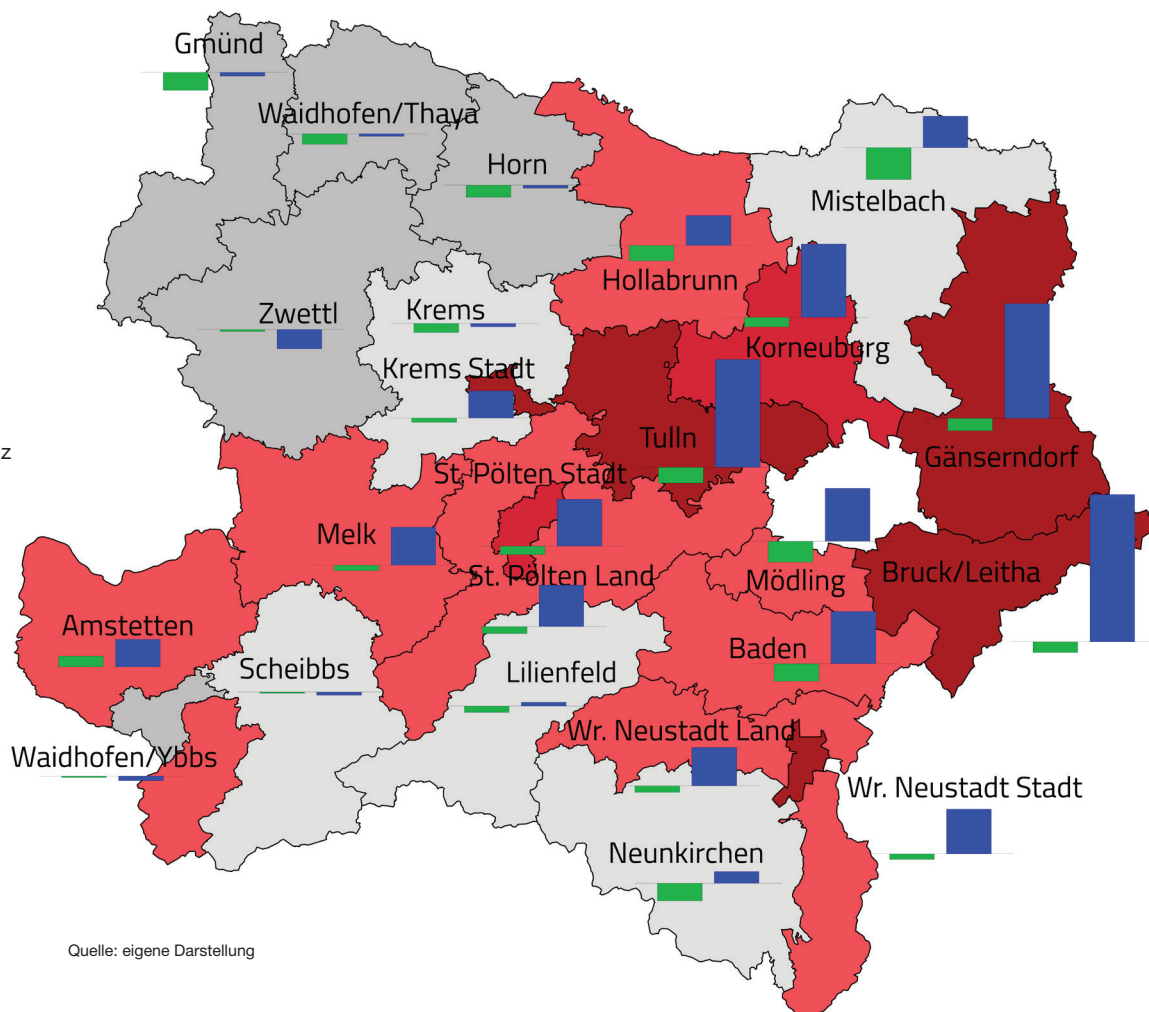 Gmünd
Waidhofen/Thaya
Horn
Mistelbach
Hollabrunn
Zwettl
Krems
Korneuburg
Krems Stadt
z
Tulln
Gänserndorf
St. Pölten Stadt
Melk
St. Pölten Land
Mödling
Bruck/Leitha
Amstetten
Baden
Scheibbs
Lilienfeld
Wr. Neustadt Land
Waidhofen/Ybbs
Wr. Neustadt Stadt
Neunkirchen
Quelle: eigene Darstellung